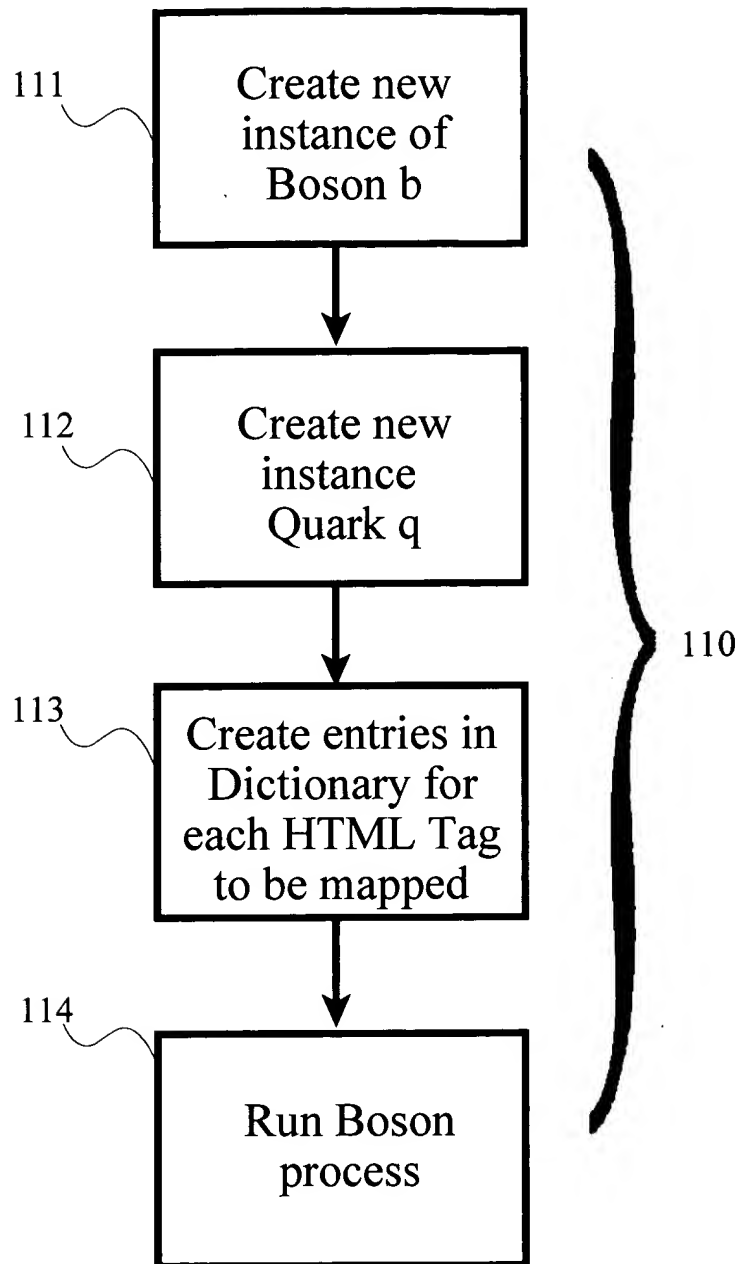 111
Create new
instance of
Boson b
112
Create new
instance
Quark q
110
113
Create entries in
Dictionary for
each HTML Tag
to be mapped
114
Run Boson
process